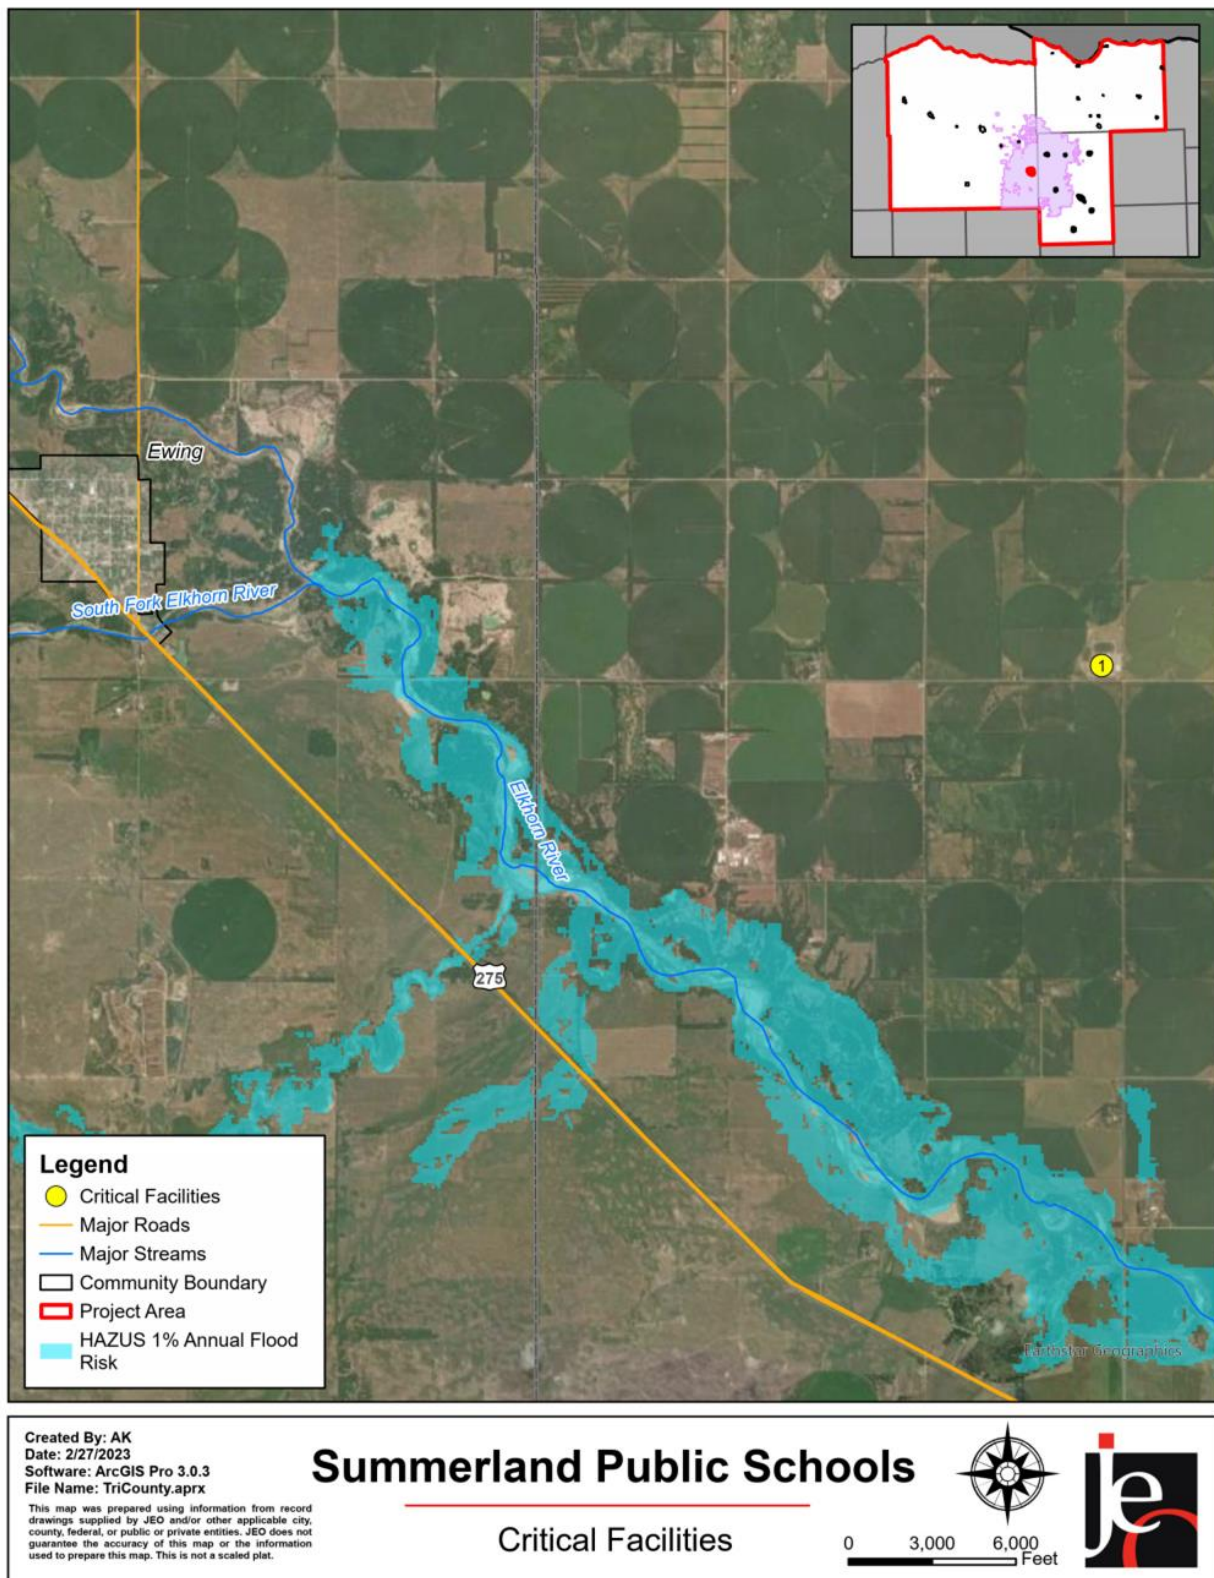 Ewing
South Fork Elkhorn River
1
Elkhorn River
275
Legend
Critical Facilities
Major Roads
Major Streams
Community Boundary
Project Area
HAZUS 1% Annual Flood
Risk
Earthstar Geographics
Created By: AK
Date: 2/27/2023
Software: ArcGIS Pro 3.0.3
File Name: TriCounty.aprx
This map was prepared using information from record
drawings supplied by JEO and/or other applicable city,
county, federal, or public or private entities. JEO does not
guarantee the accuracy of this map or the information
used to prepare this map. This is not a scaled plat.
Summerland Public Schools
Critical Facilities
0 3,000 6,000
Feet
jeo